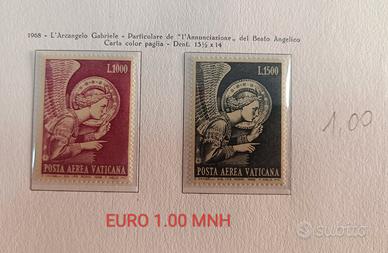 1968 - L'Arcangelo Gabriele - Particolare de "l'Annunciazione" del Beato Angelico
Carta color paglia - Dent. 13½ x 14
L.1000
L.1500
1,00
POSTA AEREA VATICANA
POSTA AEREA VATICANA
EURO 1.00 MNH
subito